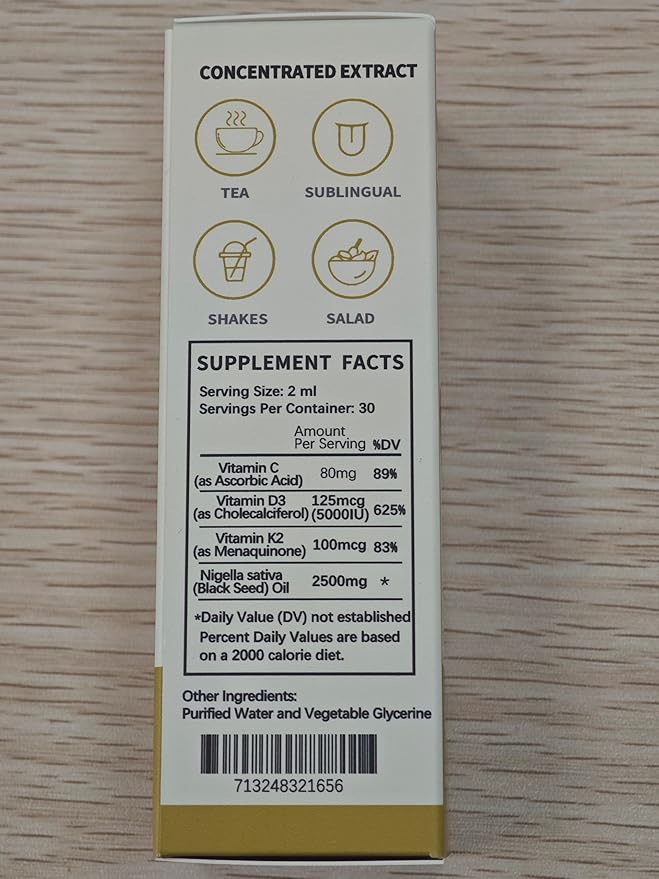 CONCENTRATED EXTRACT
TEA
SUBLINGUAL
SHAKES
SALAD
SUPPLEMENT FACTS
Serving Size: 2 ml
Servings Per Container: 30
Amount
Per Serving %DV
Vitamin C
(as Ascorbic Acid) 80mg 89%
Vitamin D3 125mcg
(as Cholecalciferol) (5000IU) 625%
Vitamin K2
(as Menaquinone) 100mcg 83%
Nigella sativa
(Black Seed) Oil 2500mg *
*Daily Value (DV) not established
Percent Daily Values are based
on a 2000 calorie diet.
Other Ingredients:
Purified Water and Vegetable Glycerine
713248321656